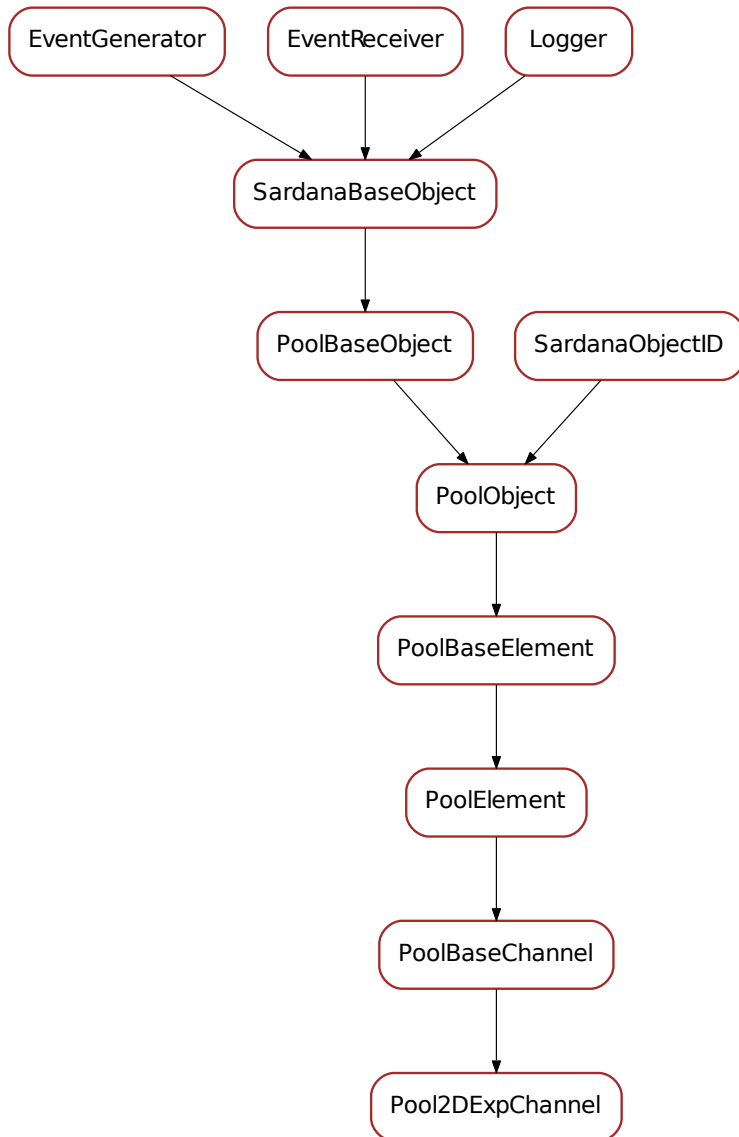 EventGenerator
EventReceiver
Logger
SardanaBaseObject
PoolBaseObject
SardanaObjectID
PoolObject
PoolBaseElement
PoolElement
PoolBaseChannel
Pool2DExpChannel